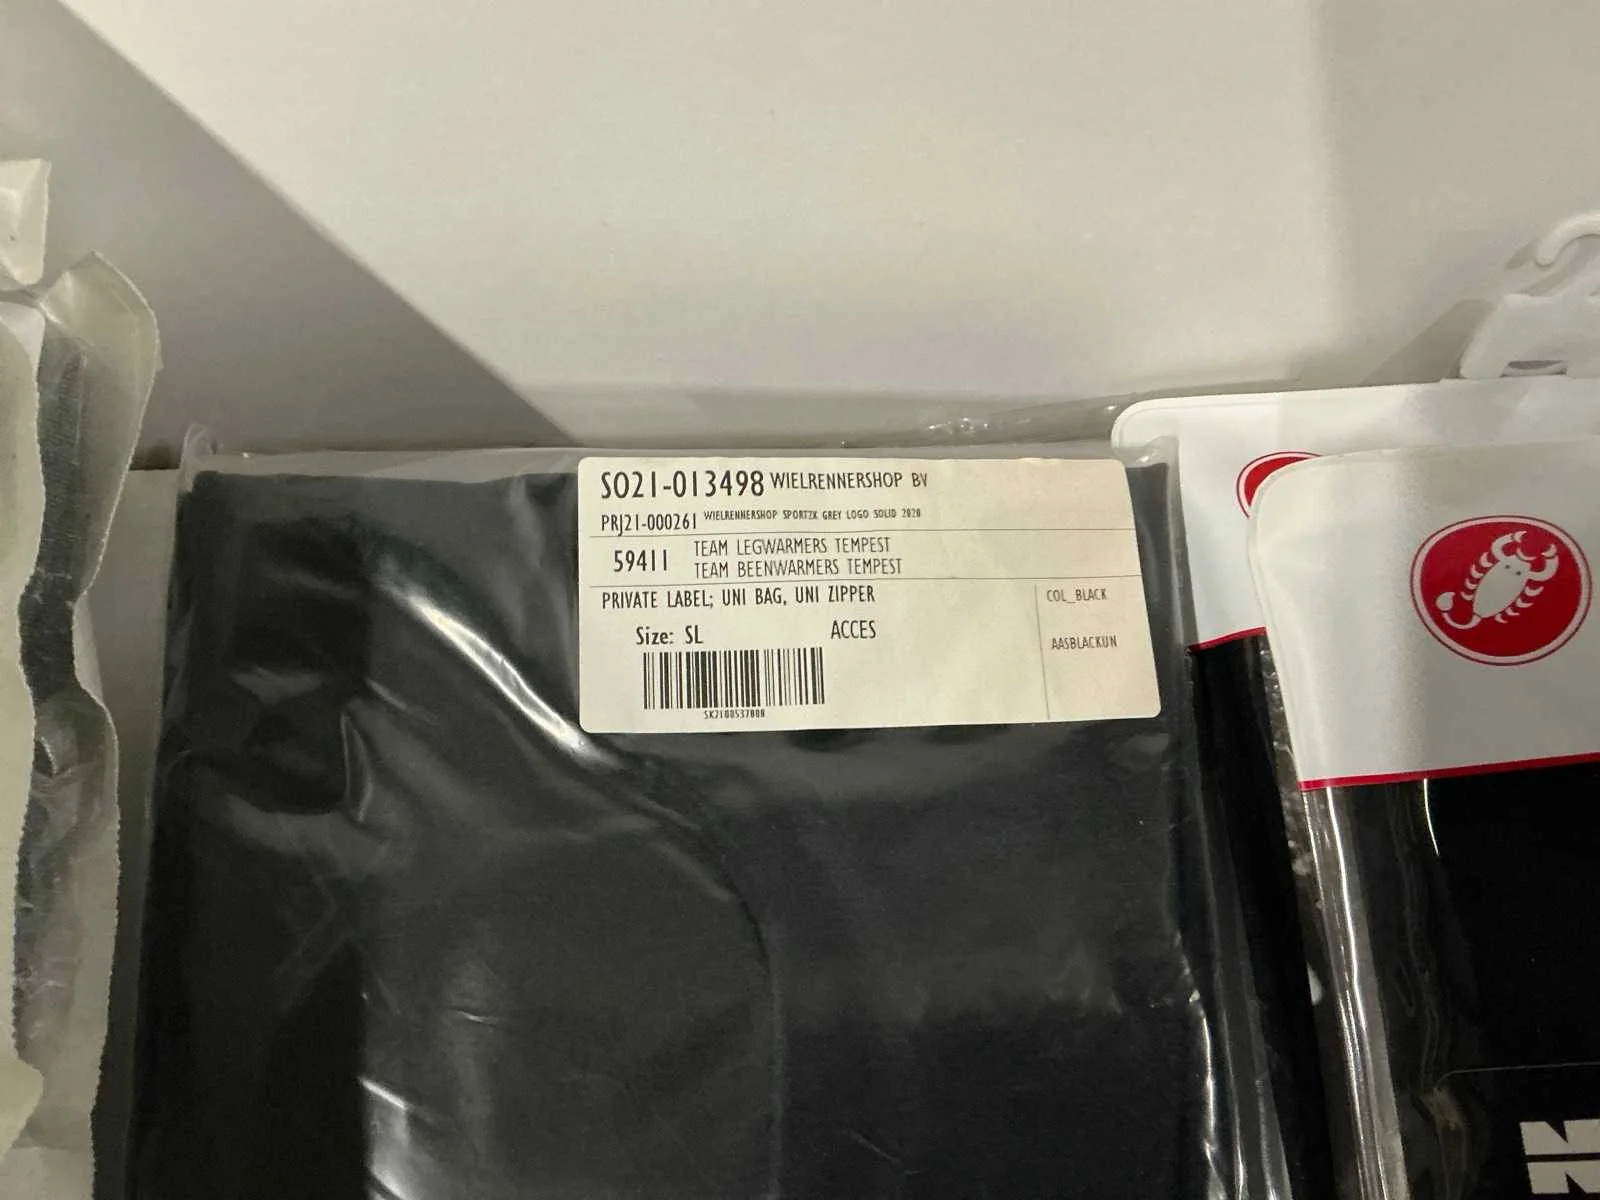 SO21-013498 WIELRENNERSHOP BV
PRJ21-000261 WIELRENNERSHOP SPORTZK GREY LOGO SOLID 2020
59411 TEAM LEGWARMERS TEMPEST
TEAM BEENWARMERS TEMPEST
PRIVATE LABEL; UNI BAG, UNI ZIPPER
COL_BLACK
Size: SL
ACCES
AASBLACKUN